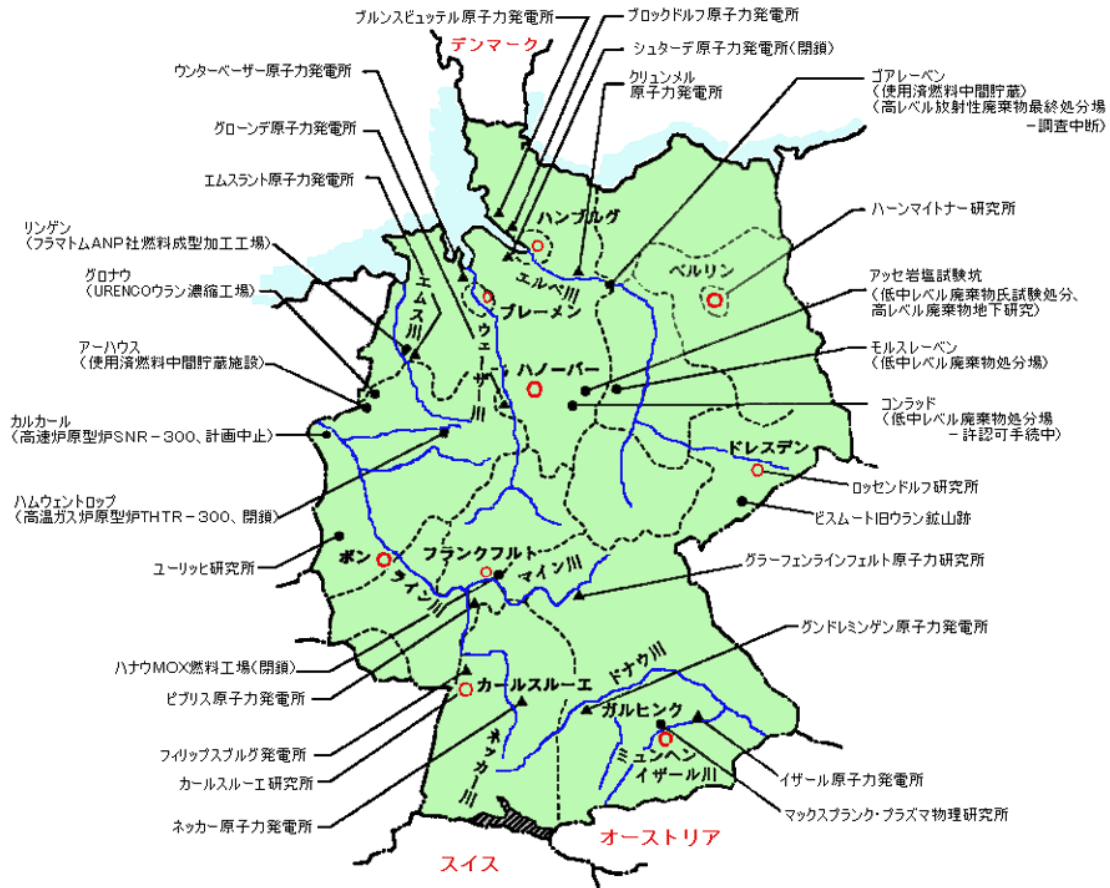 ブルンスビュッテル原子力発電所
ブロックドルフ原子力発電所
デンマーク
シュターデ原子力発電所(閉鎖)
ウンターベーザー原子力発電所
クリュンメル
原子力発電所
ゴアレーベン
(使用済燃料中間貯蔵)
(高レベル放射性廃棄物最終処分場
-調査中断)
グローンデ原子力発電所
エムスラント原子力発電所
リンゲン
(フラマトムANP社燃料成型加工工場)
ハーンマイトナー研究所
グロナウ
(URENCOウラン濃縮工場)
アッセ岩塩試験坑
(低中レベル廃棄物氏試験処分、
高レベル廃棄物地下研究)
アーハウス
(使用済燃料中間貯蔵施設)
モルスレーベン
(低中レベル廃棄物処分場)
カルカール
(高速炉原型炉SNR-300、計画中止)
コンラッド
(低中レベル廃棄物処分場
-許認可手続中)
ハムウェントロップ
(高温ガス炉原型炉THTR-300、閉鎖)
ロッセンドルフ研究所
ビスムート旧ウラン鉱山跡
ユーリッヒ研究所
グラーフェンラインフェルト原子力研究所
グンドレミンゲン原子力発電所
ハナウMOX燃料工場(閉鎖)
ビブリス原子力発電所
フィリップスブルグ発電所
カールスルーエ研究所
ネッカー原子力発電所
イザール原子力発電所
マックスプランク・プラズマ物理研究所
ハンブルグ
エルベ川
ベルリン
エムス川
ブレーメン
ウェーザー川
ハノーバー
ドレスデン
ボン
フランクフルト
マイン川
ライン川
カールスルーエ
ドナウ川
ガルヒング
ネッカー川
ミュンヘン
イザール川
オーストリア
スイス